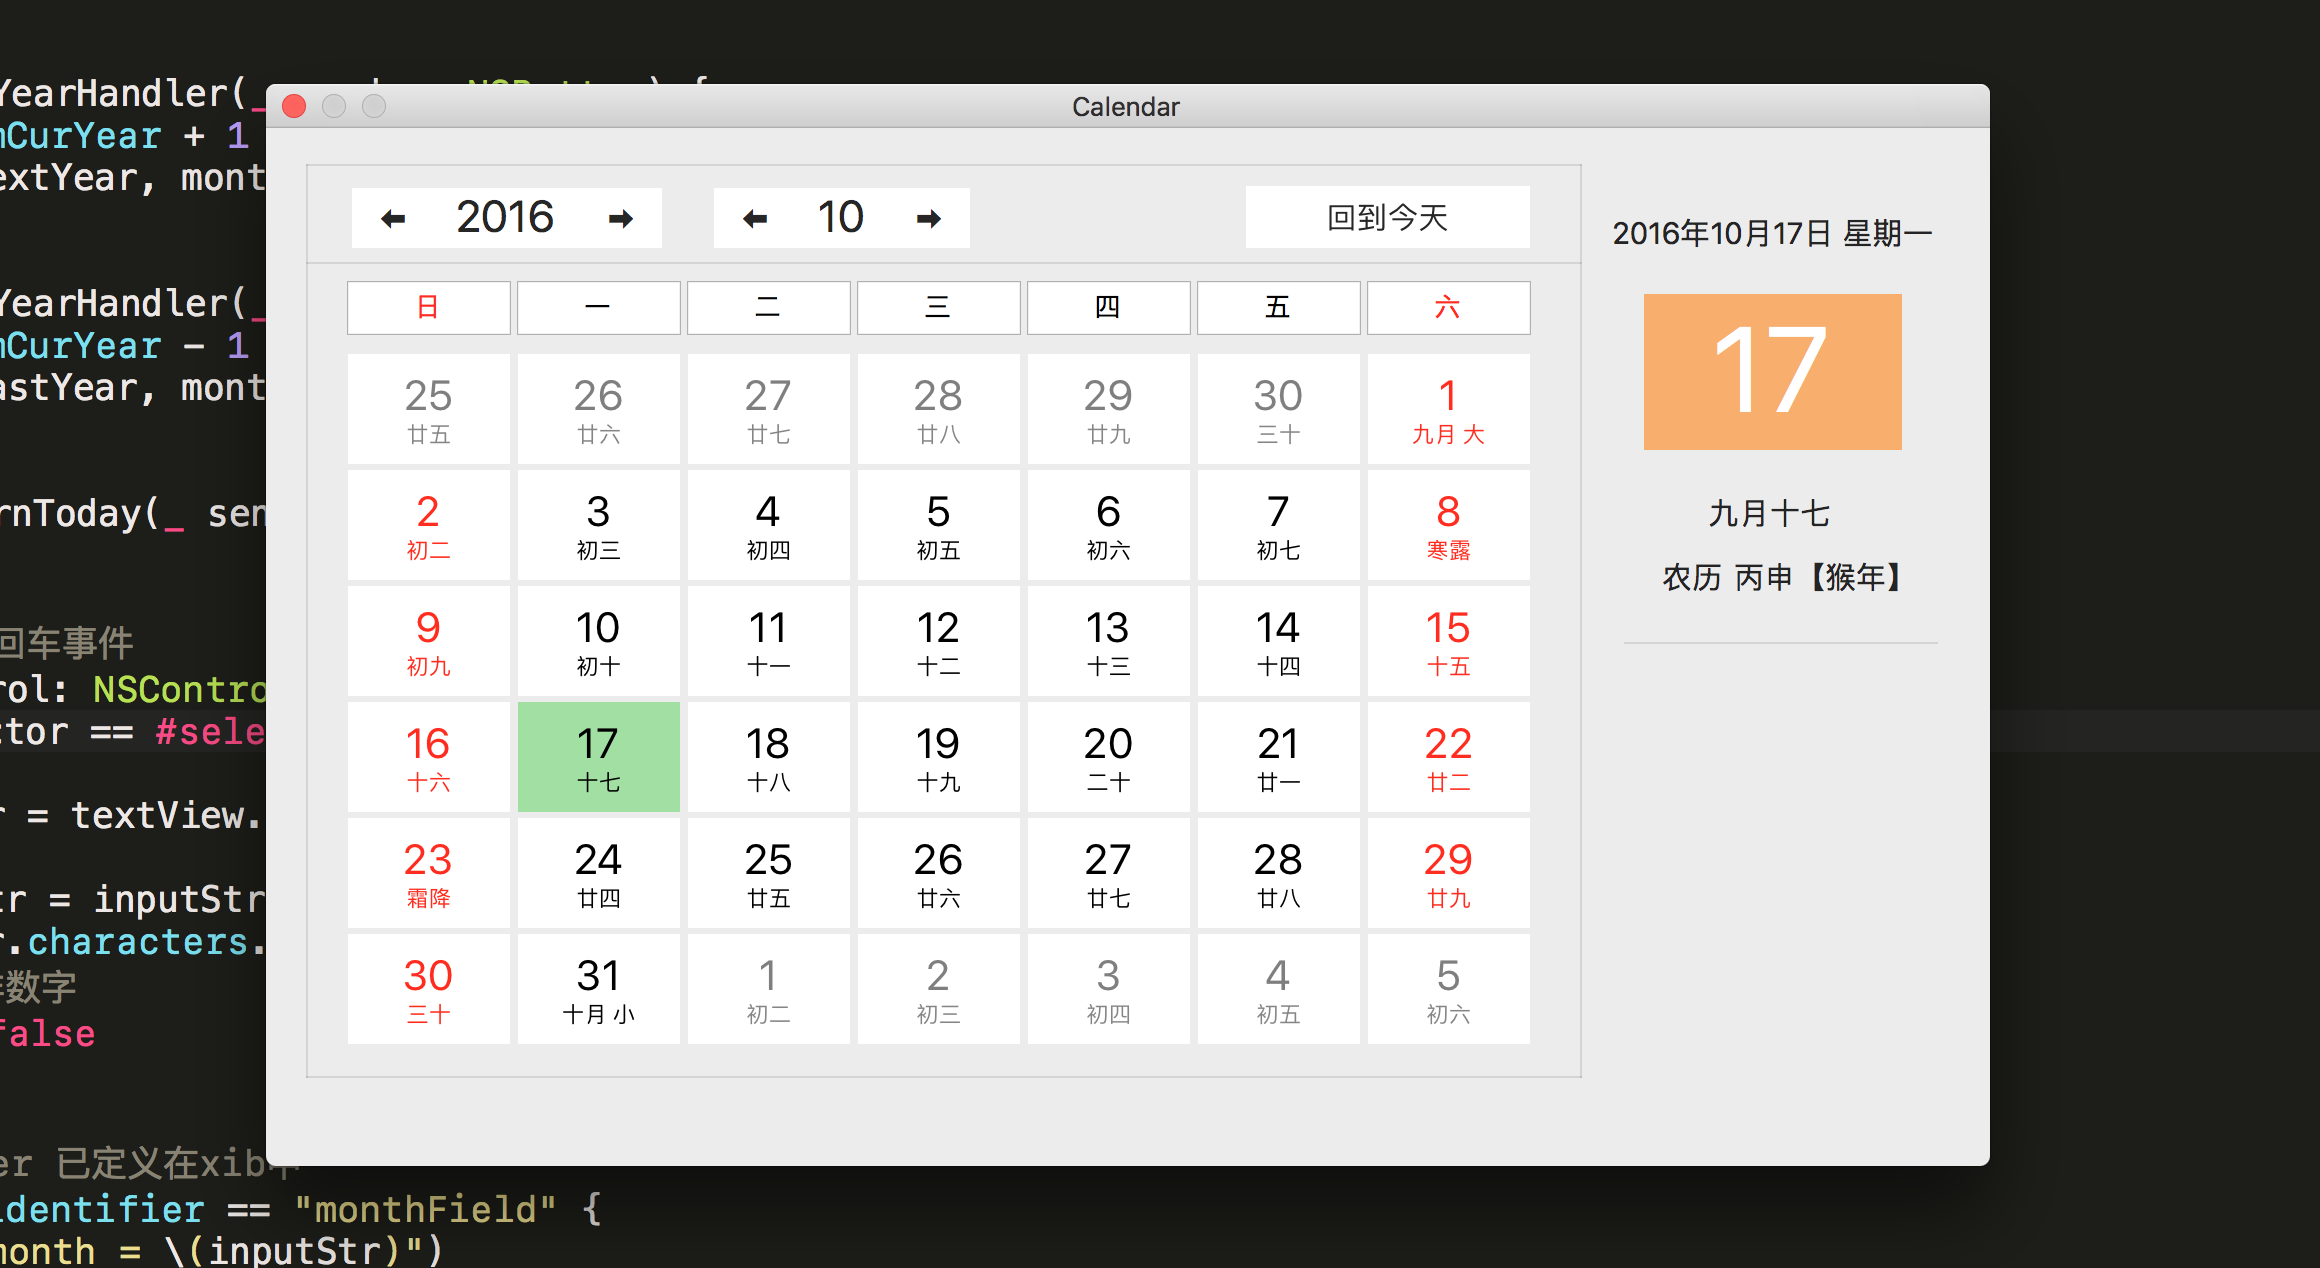 YearHandler(_
CurYear + 1
extYear, mont
YearHandler(_
CurYear - 1
astYear, mont
rnToday(_ sen
回车事件
rol: NSContro
ctor == #sele
r = textView.
tr = inputStr
r.characters.
数字
false
er 已定义在xib中
identifier == "monthField" {
month = \(inputStr)")
Calendar
⬅ 2016 ➡ ⬅ 10 ➡ 回到今天
日 一 二 三 四 五 六
25 26 27 28 29 30 1
廿五 廿六 廿七 廿八 廿九 三十 九月 大
2 3 4 5 6 7 8
初二 初三 初四 初五 初六 初七 寒露
9 10 11 12 13 14 15
初九 初十 十一 十二 十三 十四 十五
16 17 18 19 20 21 22
十六 十七 十八 十九 二十 廿一 廿二
23 24 25 26 27 28 29
霜降 廿四 廿五 廿六 廿七 廿八 廿九
30 31 1 2 3 4 5
三十 十月 小 初二 初三 初四 初五 初六
2016年10月17日 星期一
17
九月十七
农历 丙申【猴年】